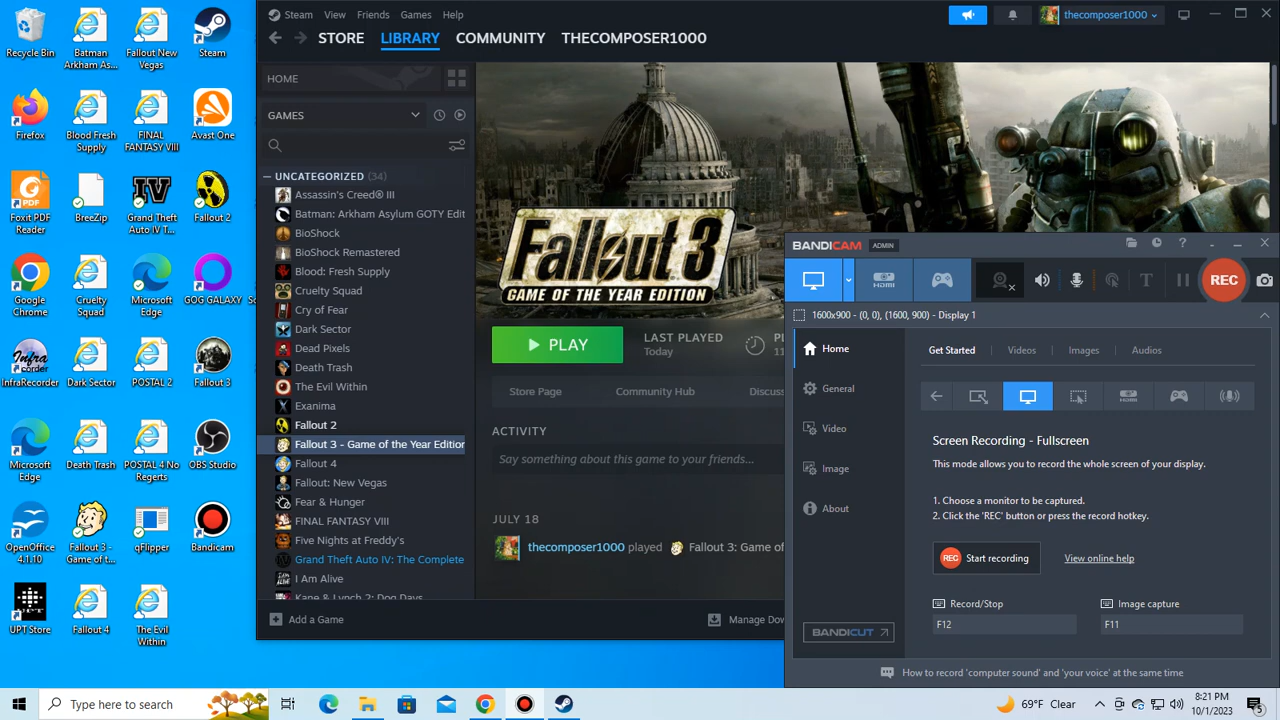 Recycle Bin
Batman
Arkham As...
Fallout New
Vegas
Steam
Firefox
Blood Fresh
Supply
FINAL
FANTASY VIII
Avast One
Foxit PDF
Reader
BreeZip
Grand Theft
Auto IV T...
Fallout 2
Google
Chrome
Cruelty
Squad
Microsoft
Edge
GOG GALAXY
InfraRecorder
Dark Sector
POSTAL 2
Fallout 3
Microsoft
Edge
Death Trash
POSTAL 4 No
Regerts
OBS Studio
OpenOffice
4.1.10
Fallout 3 -
Game of t...
qFlipper
Bandicam
UPT Store
Fallout 4
The Evil
Within
Steam View Friends Games Help
thecomposer1000
STORE LIBRARY COMMUNITY THECOMPOSER1000
HOME
GAMES
UNCATEGORIZED (34)
Assassin's Creed® III
Batman: Arkham Asylum GOTY Edit
BioShock
BioShock Remastered
Blood: Fresh Supply
Cruelty Squad
Cry of Fear
Dark Sector
Dead Pixels
Death Trash
The Evil Within
Exanima
Fallout 2
Fallout 3 - Game of the Year Edition
Fallout 4
Fallout: New Vegas
Fear & Hunger
FINAL FANTASY VIII
Five Nights at Freddy's
Grand Theft Auto IV: The Complete
I Am Alive
Kane & Lynch 2: Dog Days
Add a Game
Fallout 3
GAME OF THE YEAR EDITION
PLAY
LAST PLAYED
Today
PL
11
Store Page Community Hub Discuss
ACTIVITY
Say something about this game to your friends...
JULY 18
thecomposer1000 played Fallout 3: Game of
Manage Dow
BANDICAM ADMIN
HDMI
T
REC
1600x900 - (0, 0), (1600, 900) - Display 1
Home
General
Video
Image
About
BANDICUT
Get Started Videos Images Audios
HDMI
Screen Recording - Fullscreen
This mode allows you to record the whole screen of your display.
1. Choose a monitor to be captured.
2. Click the 'REC' button or press the record hotkey.
REC Start recording
View online help
Record/Stop
F12
Image capture
F11
How to record 'computer sound' and 'your voice' at the same time
Type here to search
69°F Clear
8:21 PM
10/1/2023
5